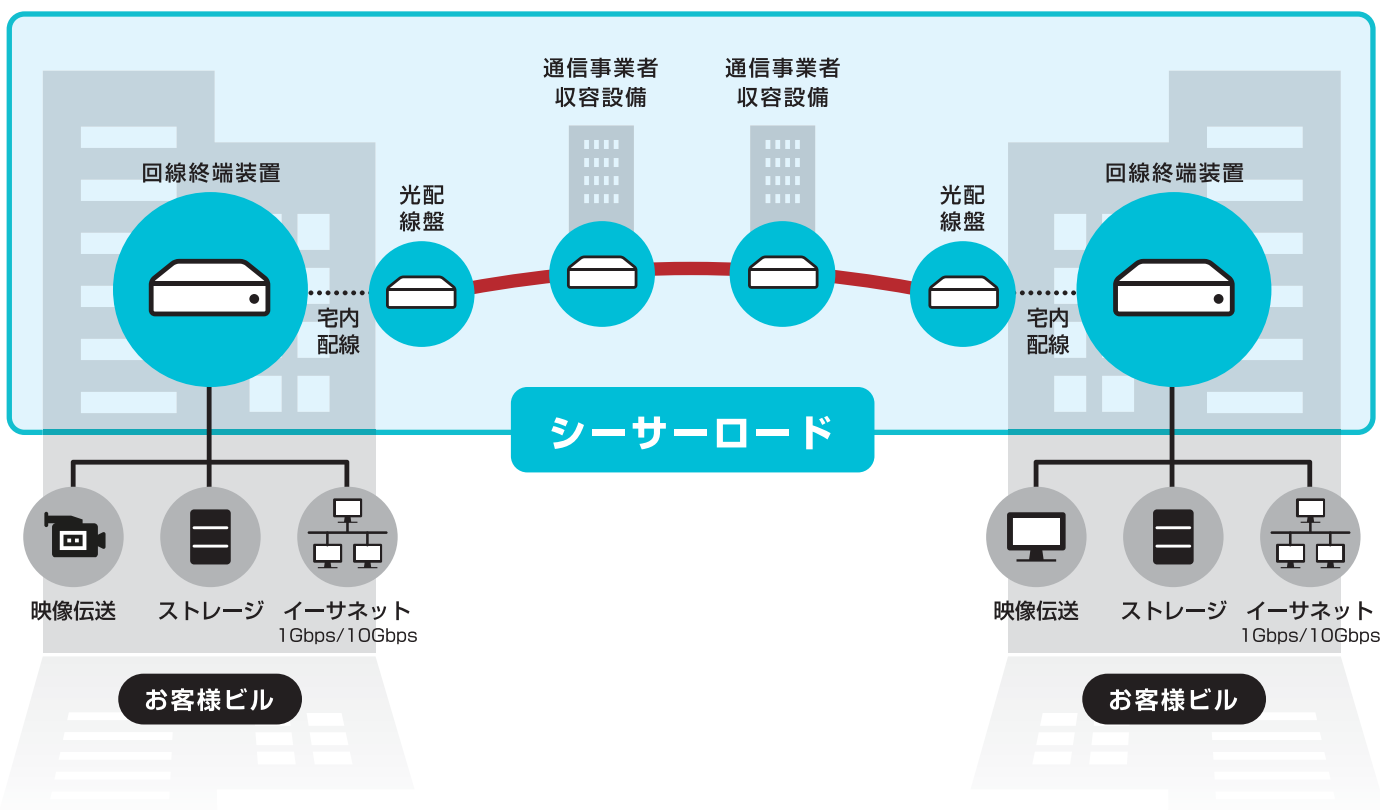 通信事業者
収容設備
通信事業者
収容設備
回線終端装置
光配
線盤
光配
線盤
回線終端装置
宅内
配線
宅内
配線
シーサーロード
映像伝送
ストレージ
イーサネット
1Gbps/10Gbps
映像伝送
ストレージ
イーサネット
1Gbps/10Gbps
お客様ビル
お客様ビル